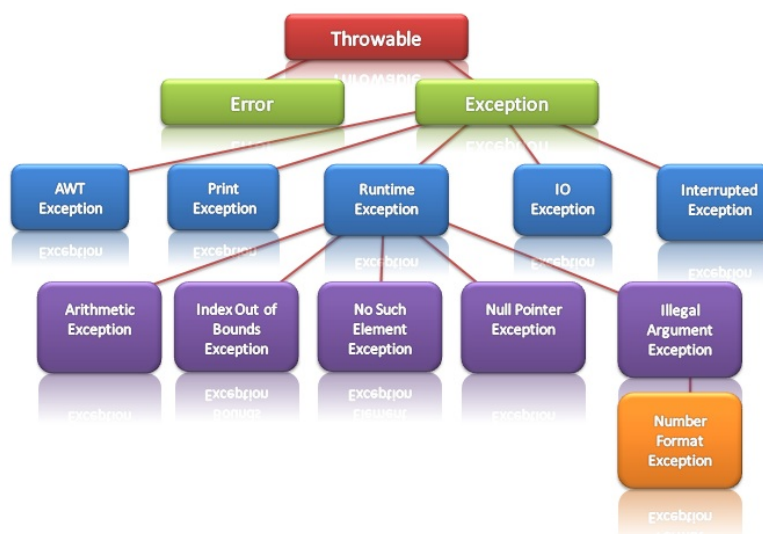 Throwable
Error
Exception
AWT
Exception
Print
Exception
Runtime
Exception
IO
Exception
Interrupted
Exception
Arithmetic
Exception
Index Out of
Bounds
Exception
No Such
Element
Exception
Null Pointer
Exception
Illegal
Argument
Exception
Number
Format
Exception